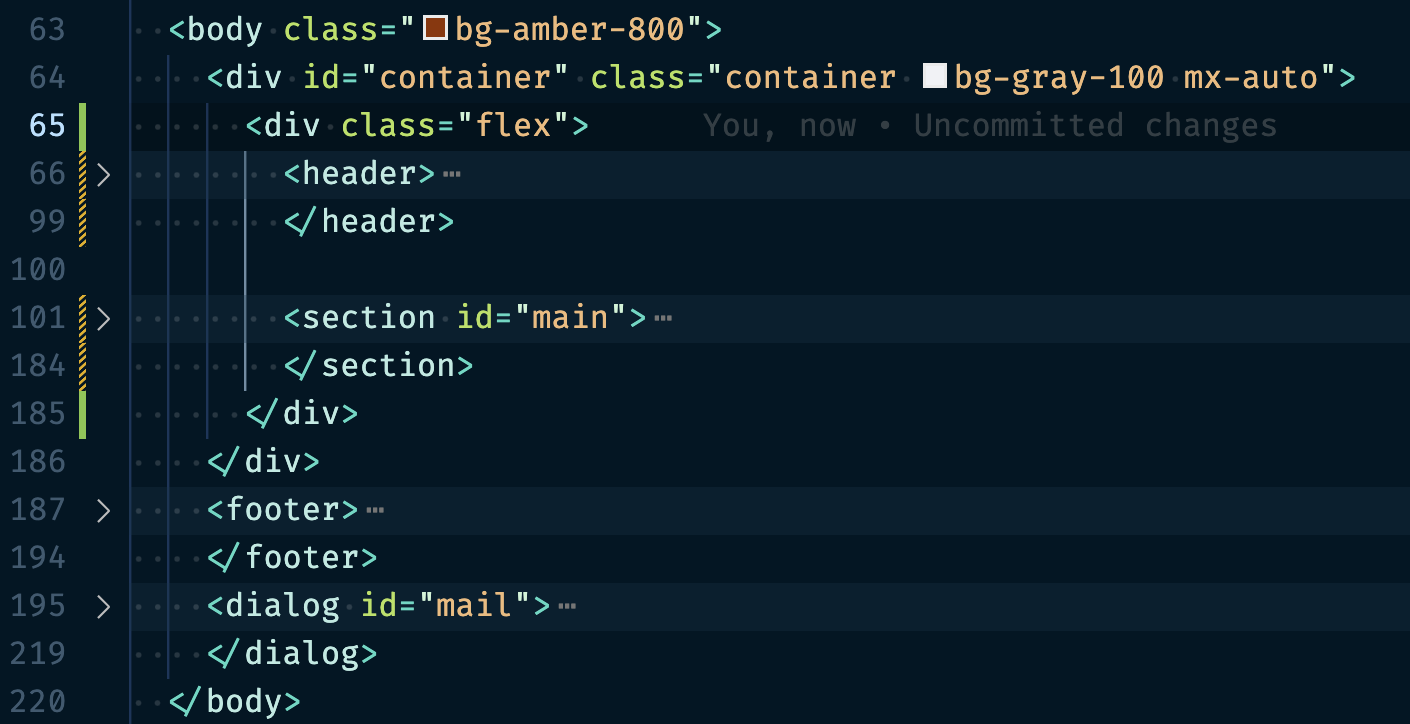 63 <body class="bg-amber-800">
64 <div id="container" class="container bg-gray-100 mx-auto">
65 <div class="flex"> You, now • Uncommitted changes
66 <header>…
99 </header>
100
101 <section id="main">…
184 </section>
185 </div>
186 </div>
187 <footer>…
194 </footer>
195 <dialog id="mail">…
219 </dialog>
220 </body>